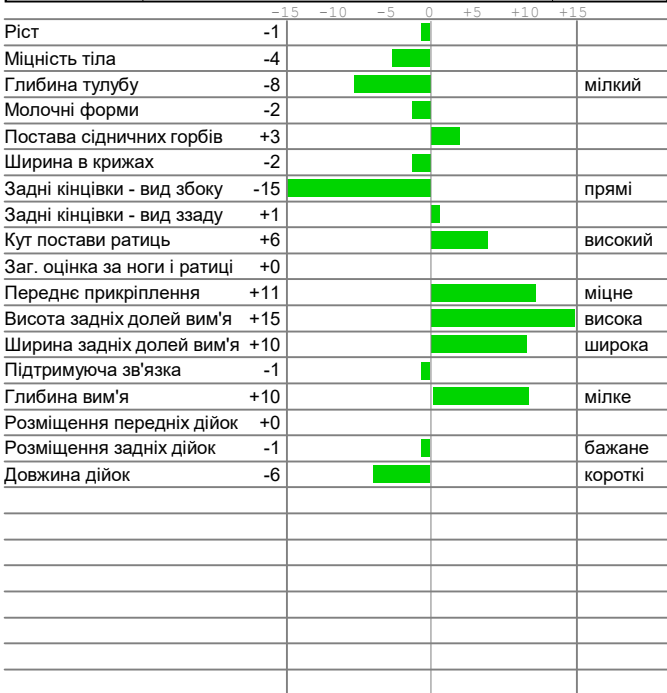 -15 -10 -5 0 +5 +10 +15
Ріст -1
Міцність тіла -4
Глибина тулубу -8 мілкий
Молочні форми -2
Постава сідничних горбів +3
Ширина в крижах -2
Задні кінцівки - вид збоку -15 прямі
Задні кінцівки - вид ззаду +1
Кут постави ратиць +6 високий
Заг. оцінка за ноги і ратиці +0
Переднє прикріплення +11 міцне
Висота задніх долей вим'я +15 висока
Ширина задніх долей вим'я +10 широка
Підтримуюча зв'язка -1
Глибина вим'я +10 мілке
Розміщення передніх дійок +0
Розміщення задніх дійок -1 бажане
Довжина дійок -6 короткі